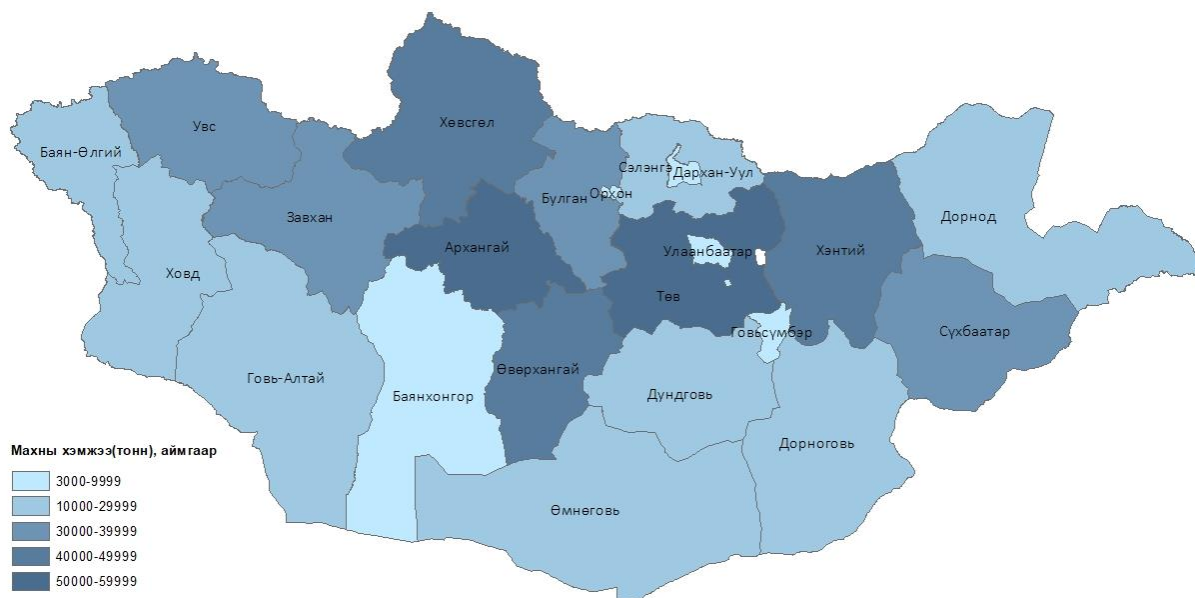 Хөвсгөл
Увс
Баян-Өлгий
Сэлэнгэ
Дархан-Уул
Орхон
Булган
Завхан
Дорнод
Архангай
Улаанбаатар
Хэнтий
Ховд
Төв
Говьсүмбэр
Сүхбаатар
Өвөрхангай
Говь-Алтай
Баянхонгор
Дундговь
Дорноговь
Өмнөговь
Махны хэмжээ(тонн), аймгаар
3000-9999
10000-29999
30000-39999
40000-49999
50000-59999